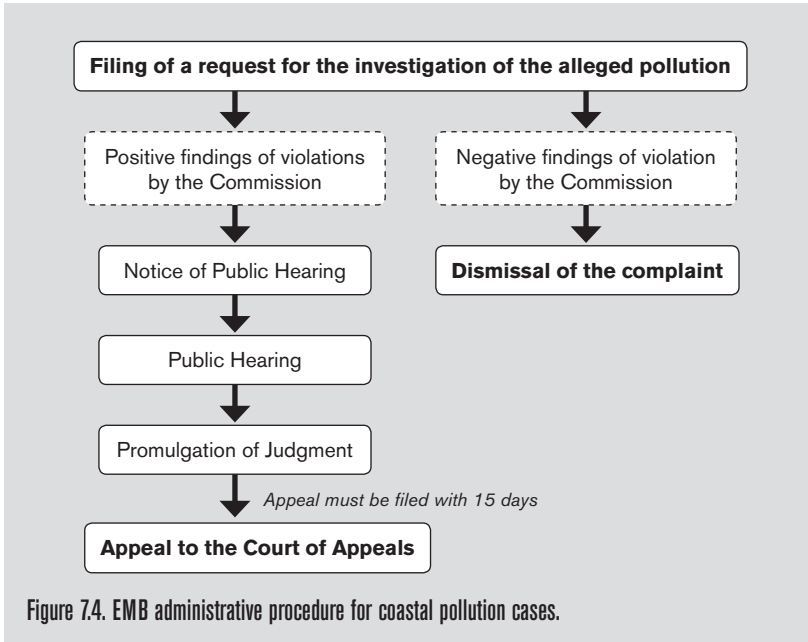 Filing of a request for the investigation of the alleged pollution
Positive findings of violations
by the Commission
Negative findings of violation
by the Commission
Notice of Public Hearing
Dismissal of the complaint
Public Hearing
Promulgation of Judgment
Appeal must be filed with 15 days
Appeal to the Court of Appeals
Figure 7.4. EMB administrative procedure for coastal pollution cases.